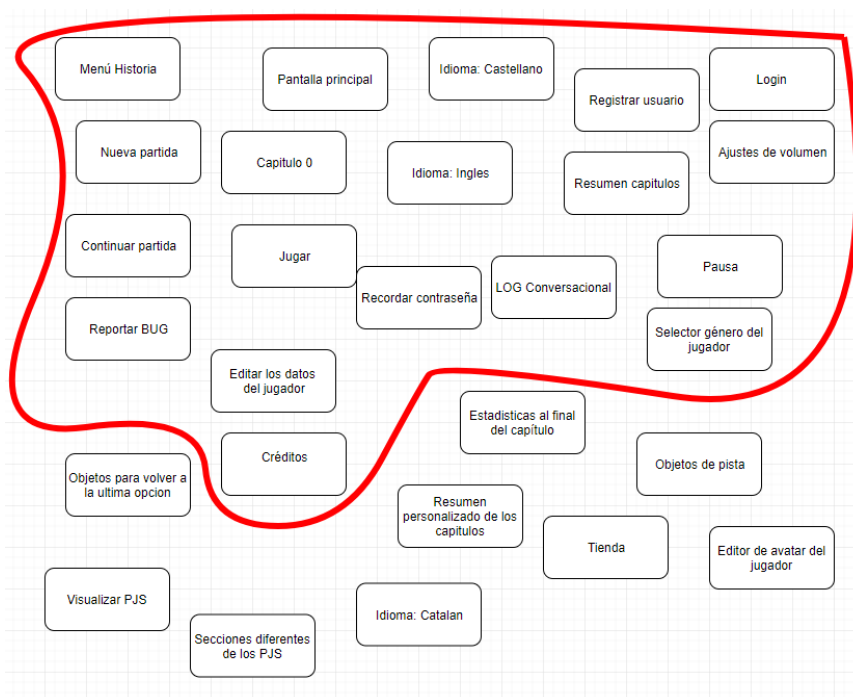 Menú Historia
Pantalla principal
Idioma: Castellano
Registrar usuario
Login
Nueva partida
Capitulo 0
Idioma: Ingles
Resumen capitulos
Ajustes de volumen
Continuar partida
Jugar
Recordar contraseña
LOG Conversacional
Pausa
Reportar BUG
Selector género del
jugador
Editar los datos
del jugador
Estadisticas al final
del capítulo
Créditos
Objetos de pista
Objetos para volver a
la ultima opcion
Resumen
personalizado de los
capitulos
Tienda
Editor de avatar del
jugador
Visualizar PJS
Secciones diferentes
de los PJS
Idioma: Catalan